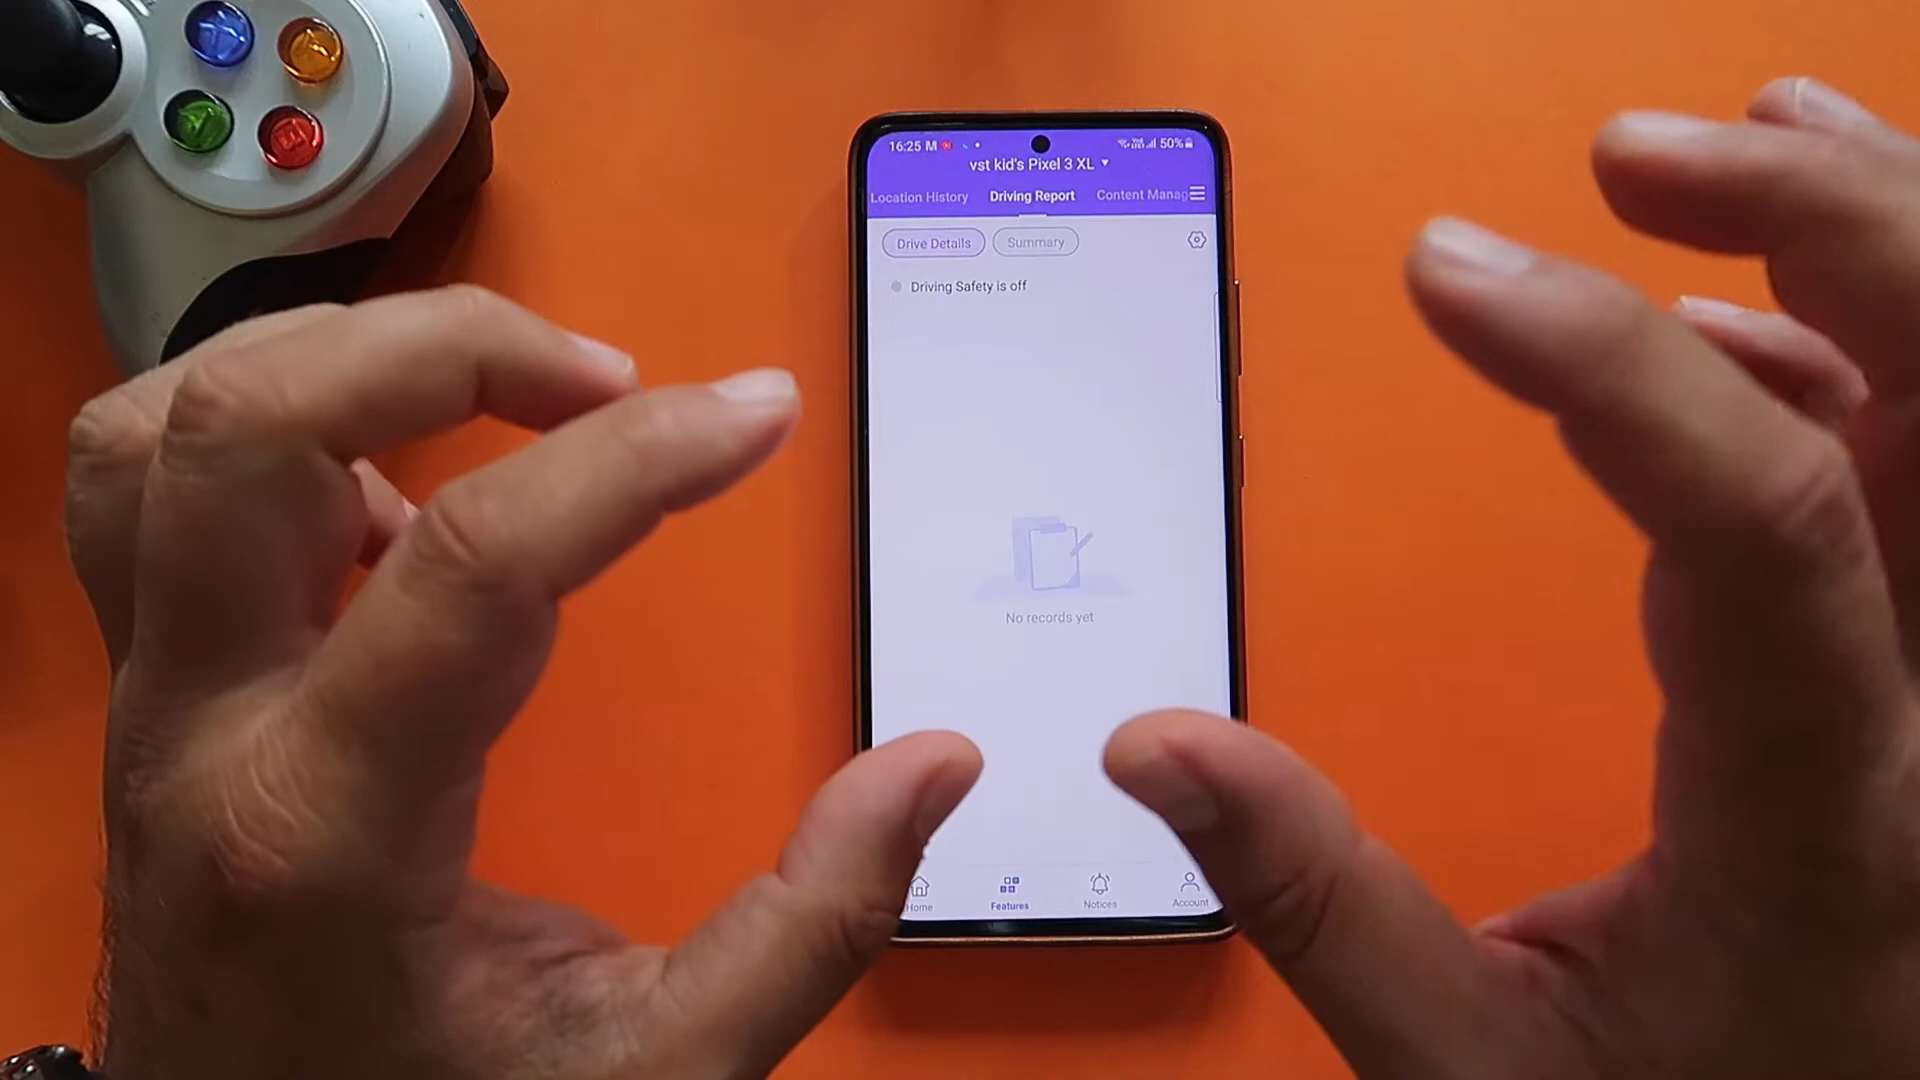 16:25 M 50%
vst kid's Pixel 3 XL
Location History Driving Report Content Manag
Drive Details Summary
Driving Safety is off
No records yet
Home Features Notices Account